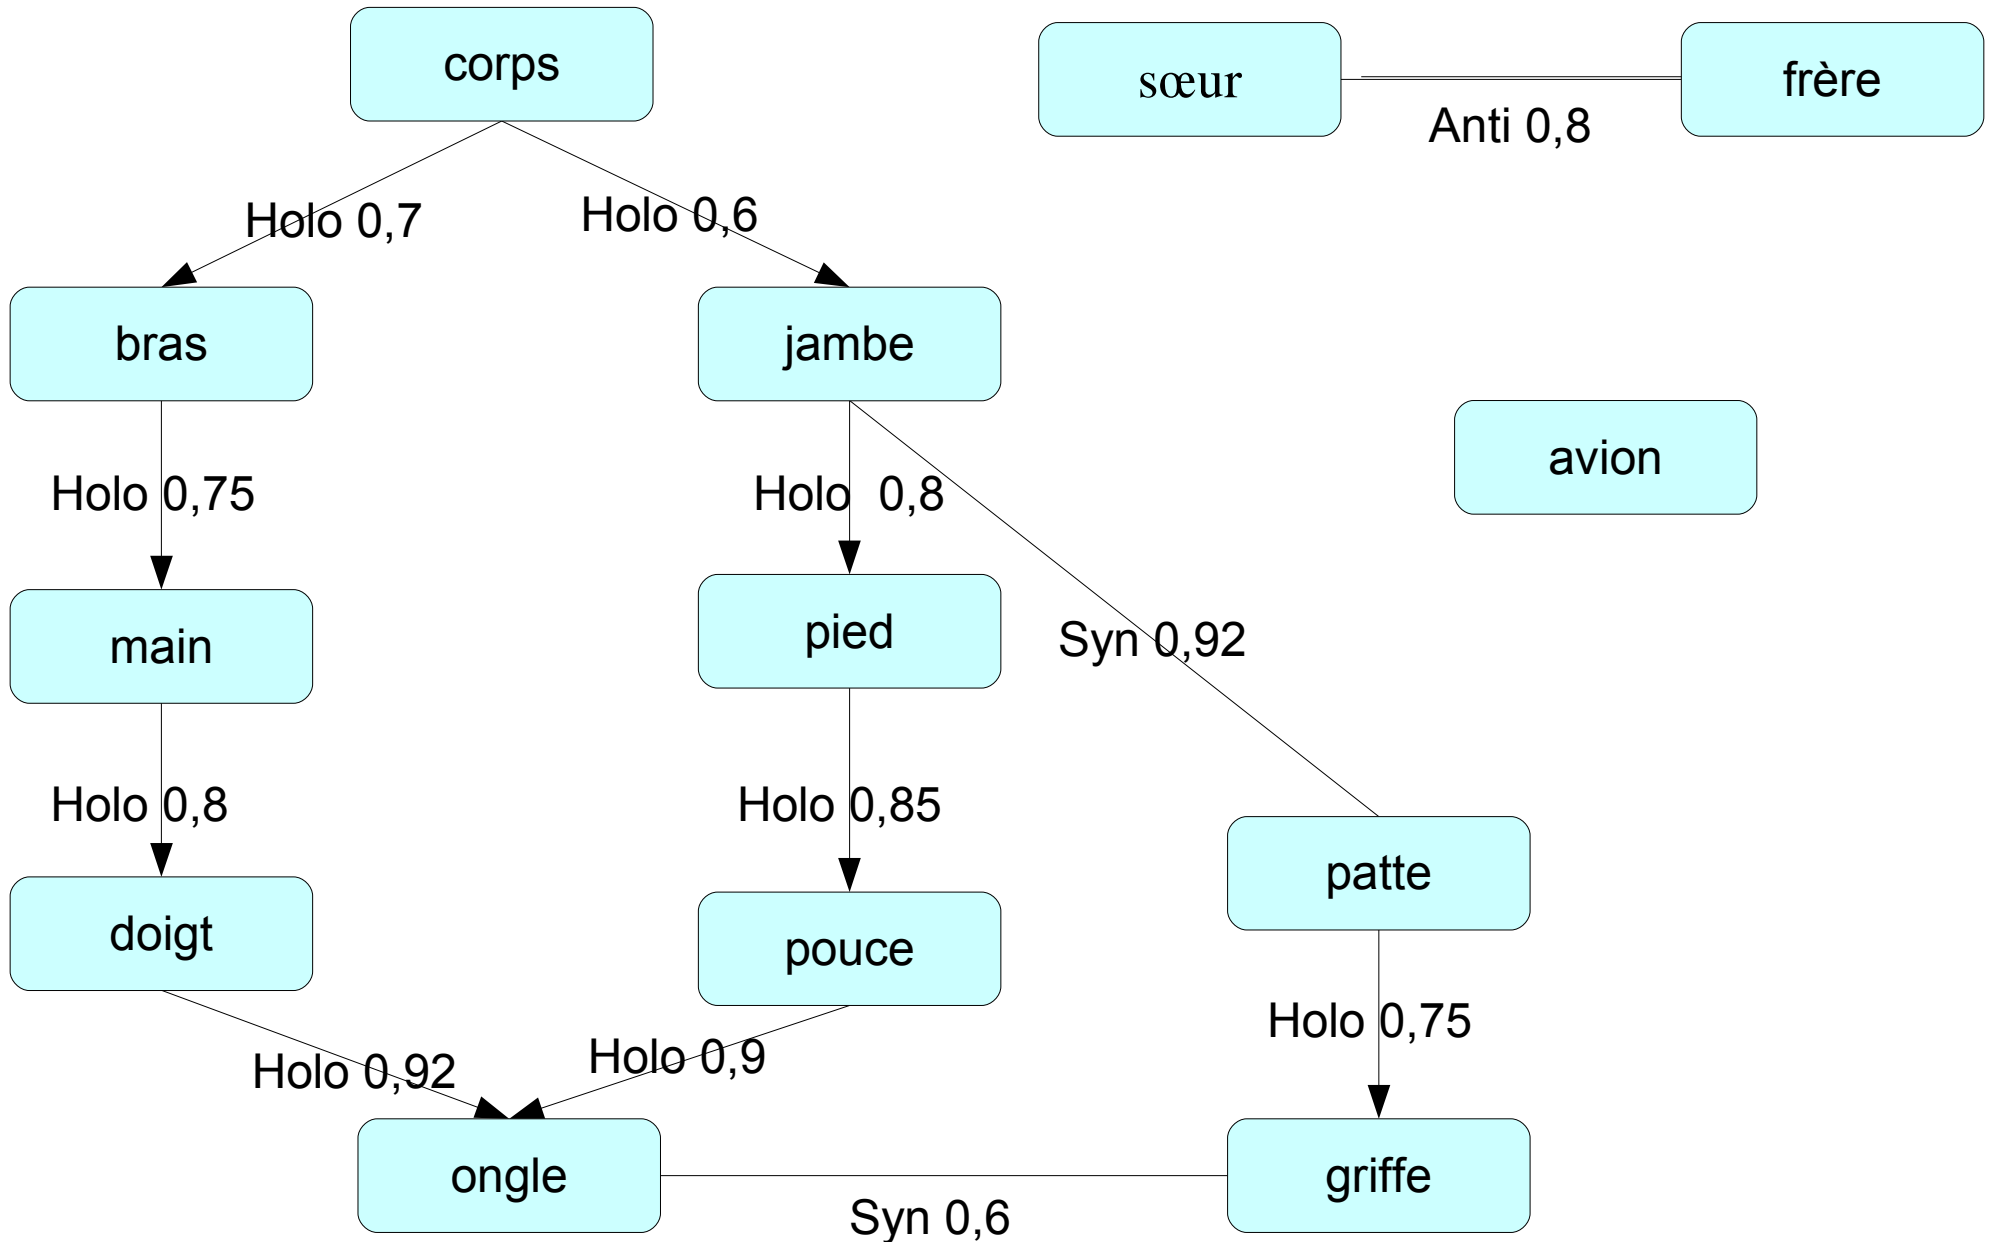 corps
sœur
frère
Anti 0,8
Holo 0,7
Holo 0,6
bras
jambe
avion
Holo 0,75
Holo  0,8
main
pied
Syn 0,92
Holo 0,8
Holo 0,85
patte
doigt
pouce
Holo 0,75
Holo 0,92
Holo 0,9
ongle
griffe
Syn 0,6